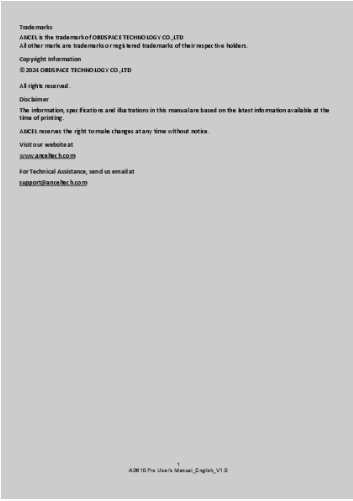 Trademarks
ANCEL is the trademark of OBDSPACE TECHNOLOGY CO.,LTD
All other marks are trademarks or registered trademarks of their respective holders.
Copyright Information
©2024 OBDSPACE TECHNOLOGY CO.,LTD
All rights reserved.
Disclaimer
The information, specifications and illustrations in this manual are based on the latest information available at the
time of printing.
ANCEL reserves the right to make changes at any time without notice.
Visit our website at
www.anceltech.com
For Technical Assistance, send us email at
support@anceltech.com
1
AD610 Pro User's Manual_English_V1.0